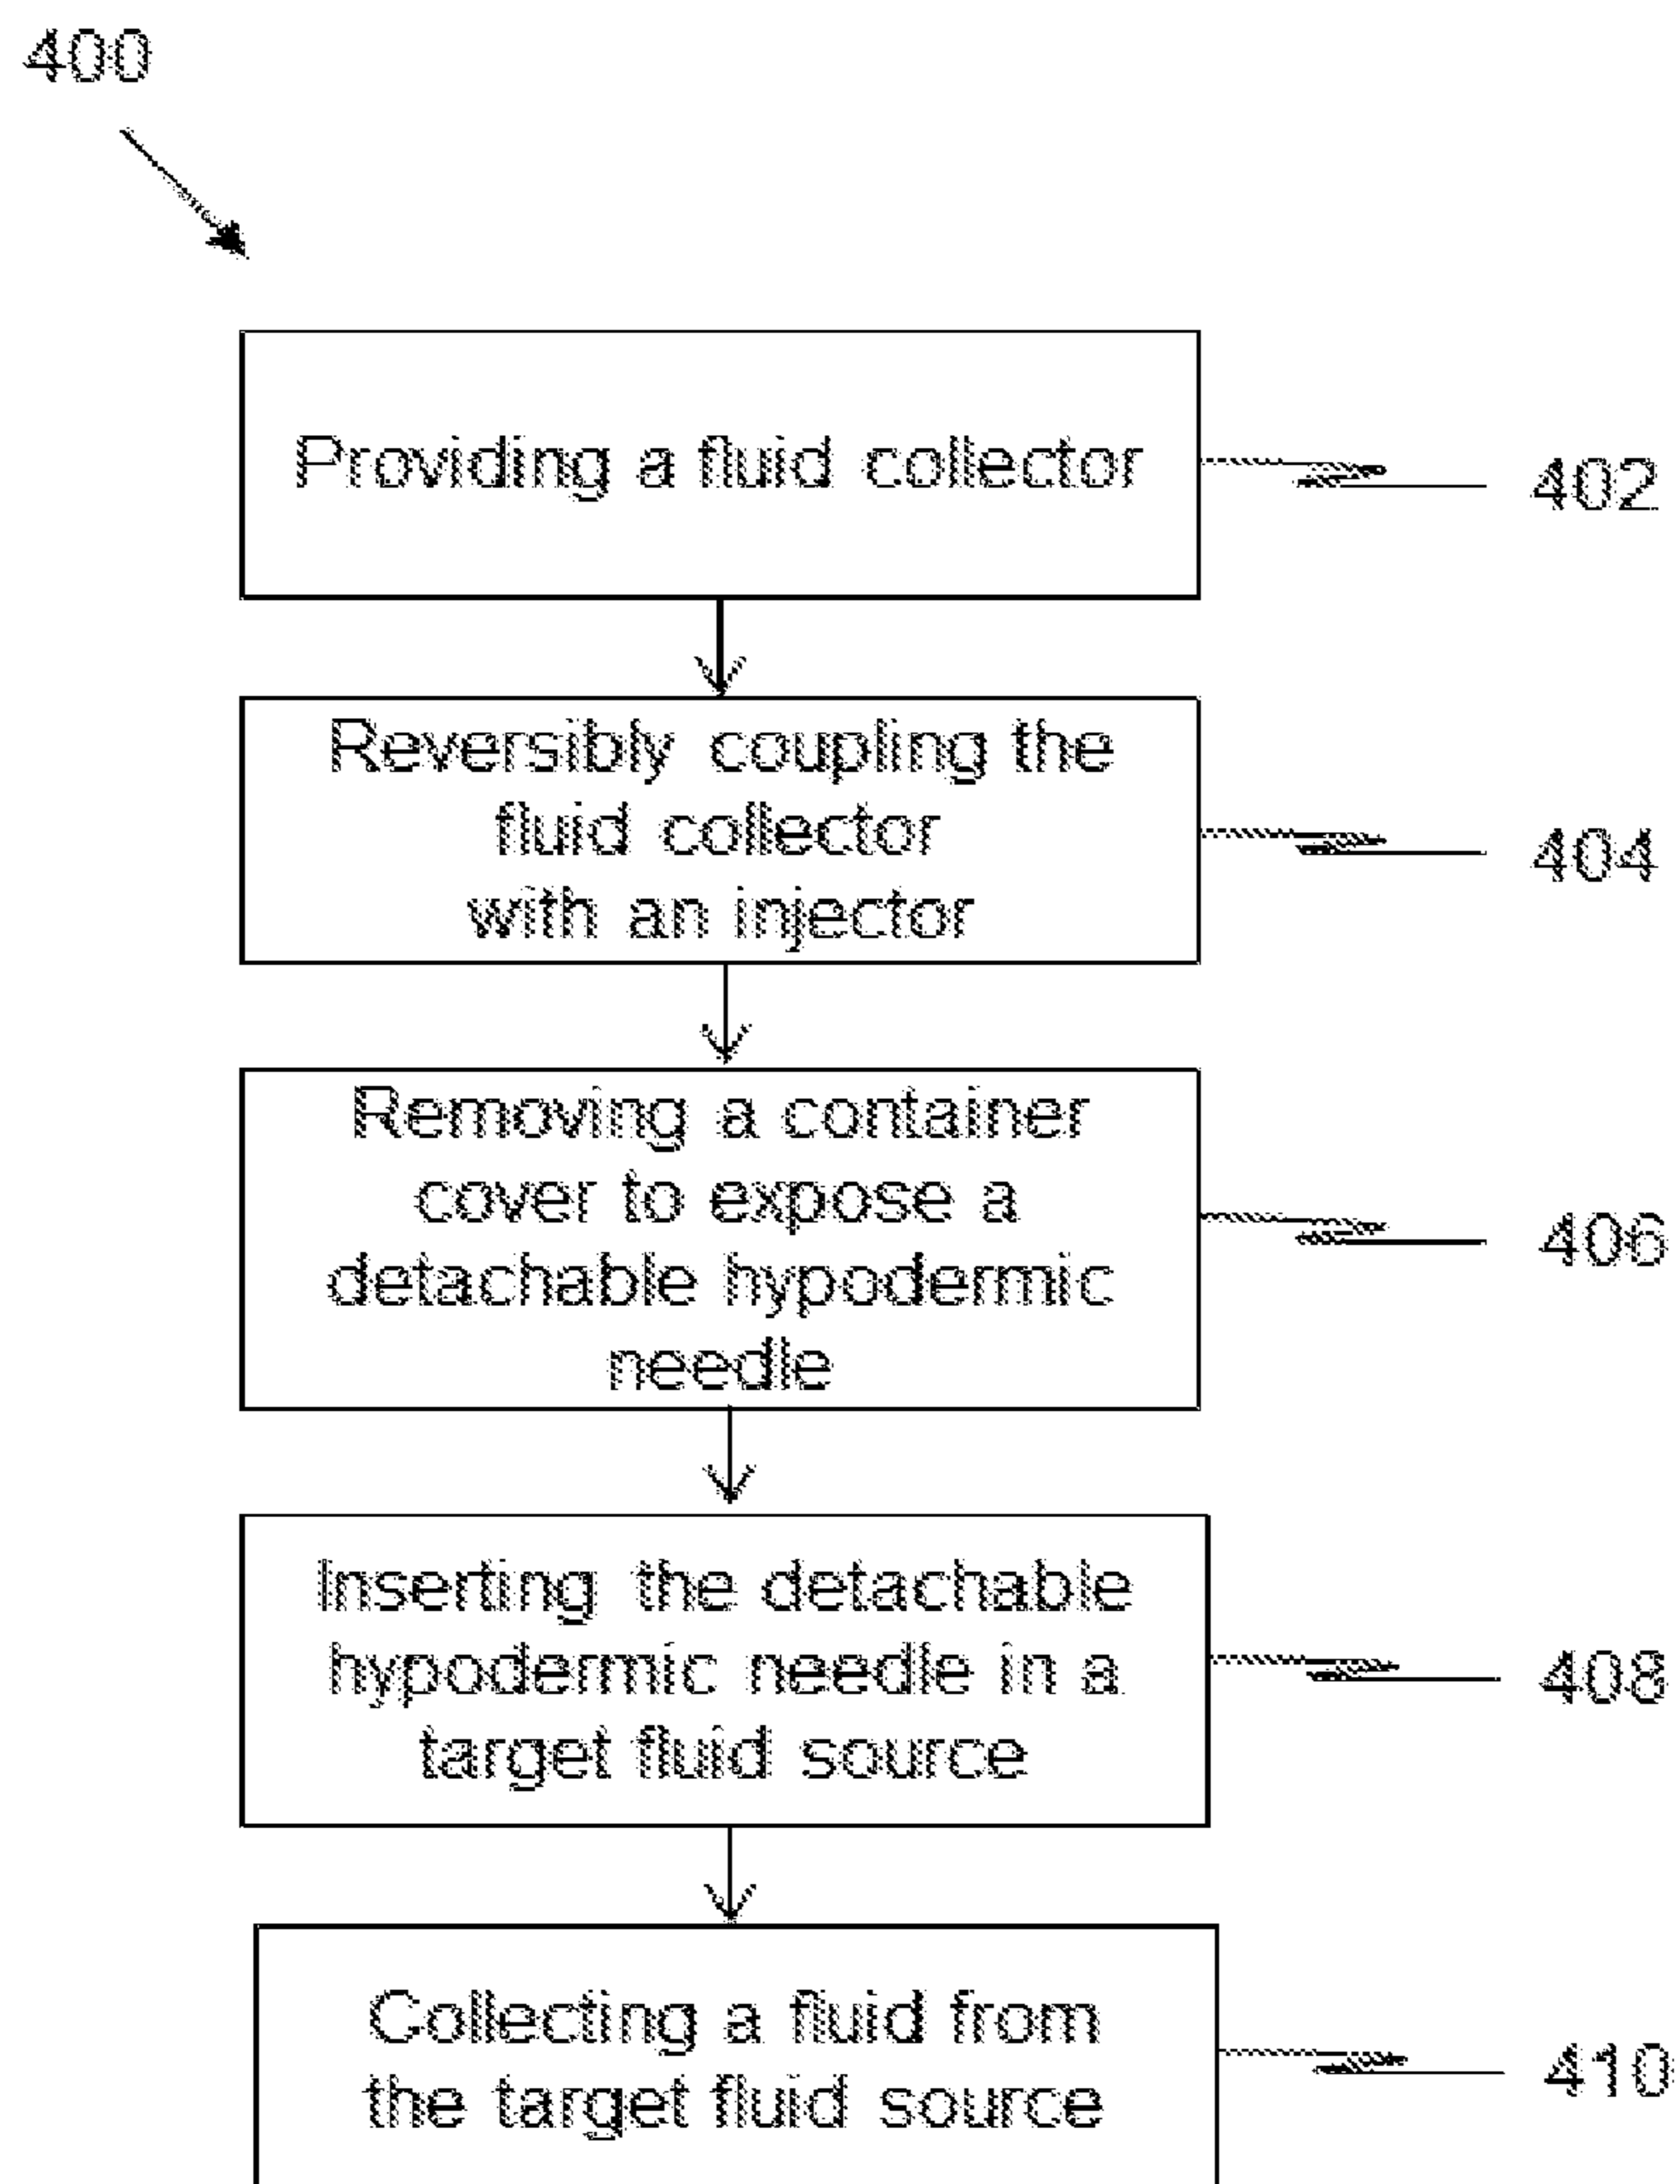 400
Providing a fluid collector
402
Reversibly coupling the
fluid collector
with an injector
404
Removing a container
cover to expose a
detachable hypodermic
needle
406
Inserting the detachable
hypodermic needle in a
target fluid source
408
Collecting a fluid from
the target fluid source
410